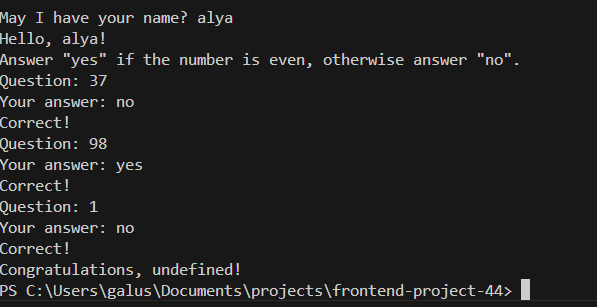 May I have your name? alya
Hello, alya!
Answer "yes" if the number is even, otherwise answer "no".
Question: 37
Your answer: no
Correct!
Question: 98
Your answer: yes
Correct!
Question: 1
Your answer: no
Correct!
Congratulations, undefined!
PS C:\Users\galus\Documents\projects\frontend-project-44>